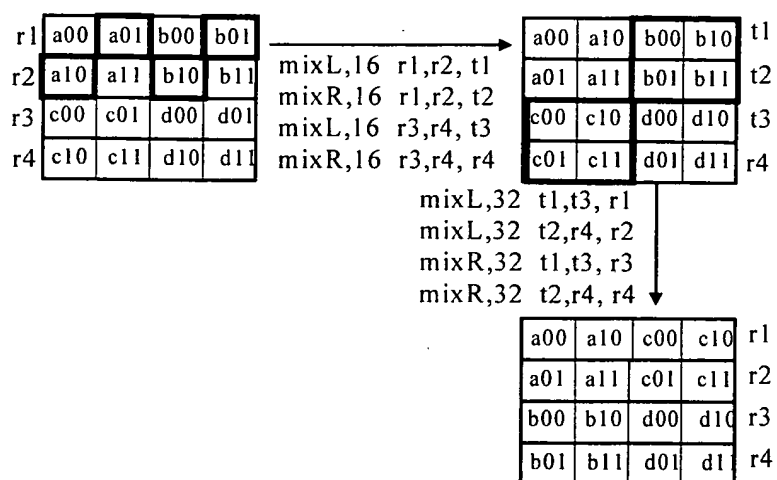 r1 a00 a01 b00 b01
r2 a10 a11 b10 b11
r3 c00 c01 d00 d01
r4 c10 c11 d10 d11
mixL,16 r1,r2, t1
mixR,16 r1,r2, t2
mixL,16 r3,r4, t3
mixR,16 r3,r4, r4
a00 a10 b00 b10 t1
a01 a11 b01 b11 t2
c00 c10 d00 d10 t3
c01 c11 d01 d11 r4
mixL,32 t1,t3, r1
mixL,32 t2,r4, r2
mixR,32 t1,t3, r3
mixR,32 t2,r4, r4
a00 a10 c00 c10 r1
a01 a11 c01 c11 r2
b00 b10 d00 d10 r3
b01 b11 d01 d11 r4